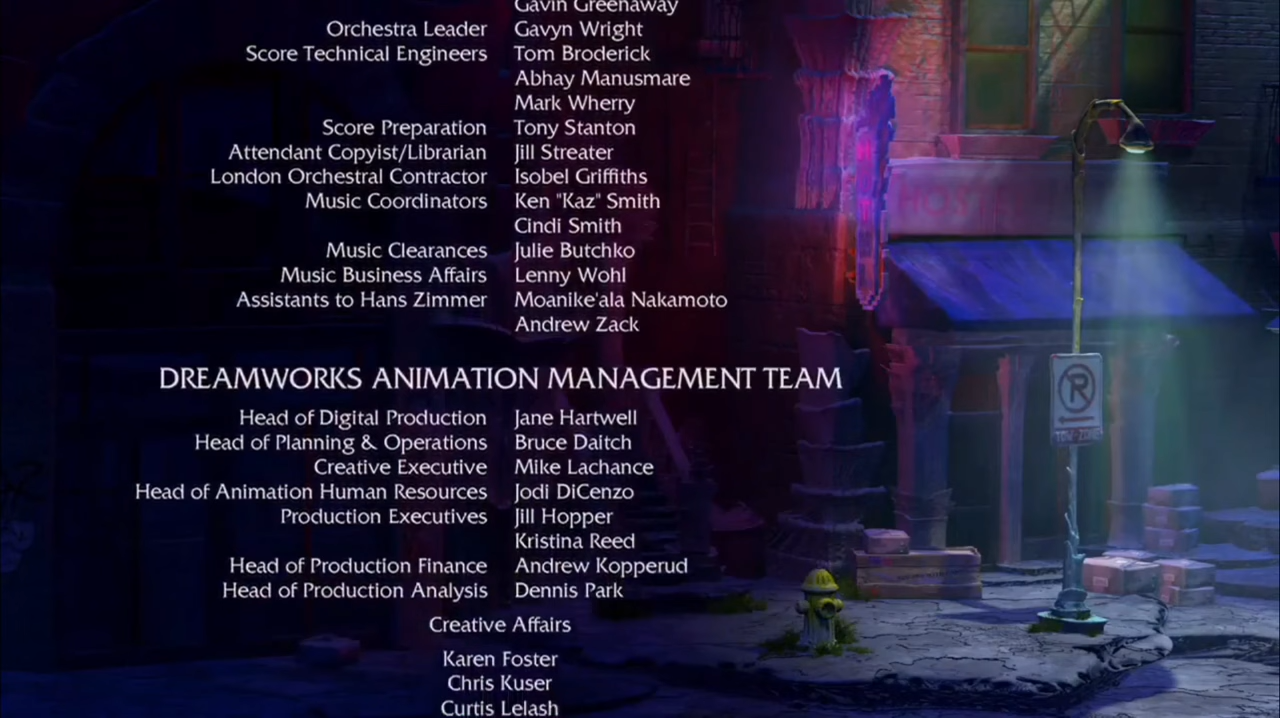 Gavin Greenaway
Orchestra Leader Gavyn Wright
Score Technical Engineers Tom Broderick
Abhay Manusmare
Mark Wherry
Score Preparation Tony Stanton
Attendant Copyist/Librarian Jill Streater
London Orchestral Contractor Isobel Griffiths
Music Coordinators Ken "Kaz" Smith
Cindi Smith
Music Clearances Julie Butchko
Music Business Affairs Lenny Wohl
Assistants to Hans Zimmer Moanike'ala Nakamoto
Andrew Zack
DREAMWORKS ANIMATION MANAGEMENT TEAM
Head of Digital Production Jane Hartwell
Head of Planning & Operations Bruce Daitch
Creative Executive Mike Lachance
Head of Animation Human Resources Jodi DiCenzo
Production Executives Jill Hopper
Kristina Reed
Head of Production Finance Andrew Kopperud
Head of Production Analysis Dennis Park
Creative Affairs
Karen Foster
Chris Kuser
Curtis Lelash
R
TOW-ZONE